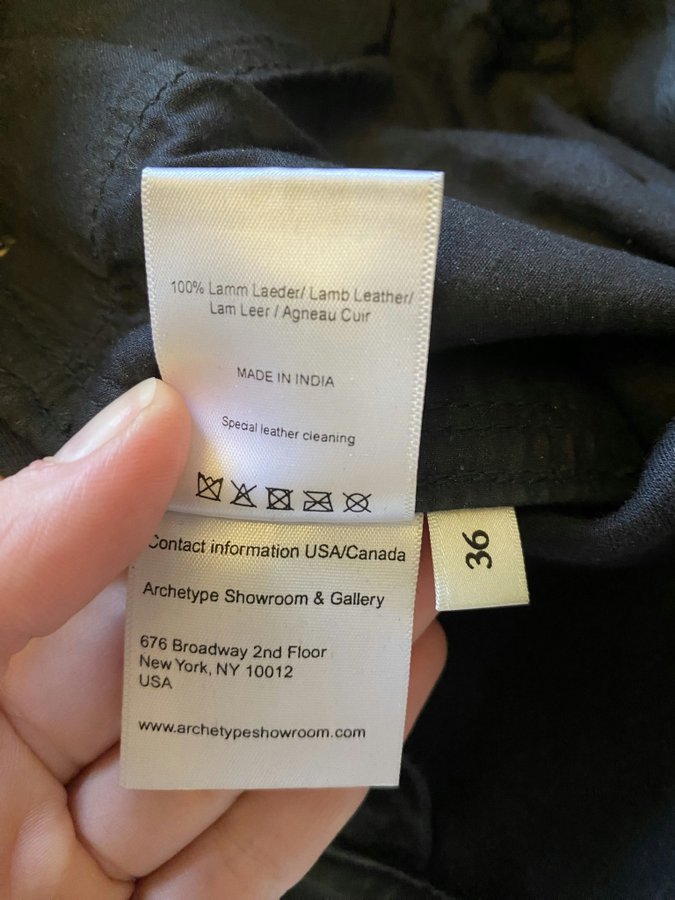 100% Lamm Laeder/ Lamb Leather/
Lam Leer / Agneau Cuir
MADE IN INDIA
Special leather cleaning
Contact information USA/Canada
Archetype Showroom & Gallery
676 Broadway 2nd Floor
New York, NY 10012
USA
www.archetypeshowroom.com
36